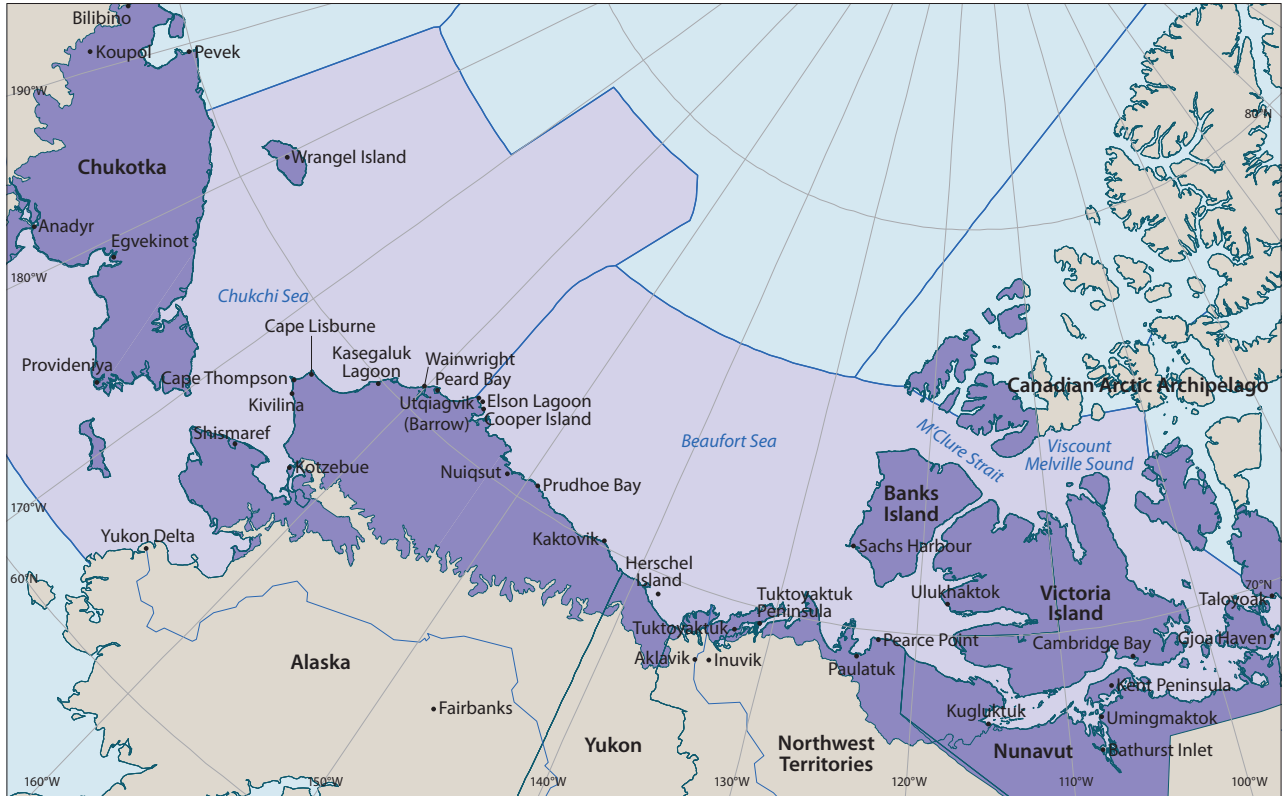 Bilibino
Koupol
Pevek
190°W
80°N
Wrangel Island
Chukotka
Anadyr
Egvekinot
180°W
Chukchi Sea
Cape Lisburne
Kasegaluk
Lagoon
Wainwright
Peard Bay
Provideniya
Cape Thompson
Kivilina
Utqiagvik
(Barrow)
Elson Lagoon
Cooper Island
Canadian Arctic Archipelago
Shismaref
Beaufort Sea
M'Clure Strait
Viscount
Melville Sound
Kotzebue
Nuiqsut
Prudhoe Bay
Banks
Island
170°W
Yukon Delta
Kaktovik
Sachs Harbour
Herschel
Island
60°N
Tuktoyaktuk
Peninsula
Ulukhaktok
Victoria
Island
70°N
Taloyoak
Tuktoyaktuk
Pearce Point
Cambridge Bay
Gjoa Haven
Alaska
Aklavik
Inuvik
Paulatuk
Kent Peninsula
Fairbanks
Kugluktuk
Umingmaktok
Yukon
Northwest
Territories
Nunavut
Bathurst Inlet
160°W
150°W
140°W
130°W
120°W
110°W
100°W